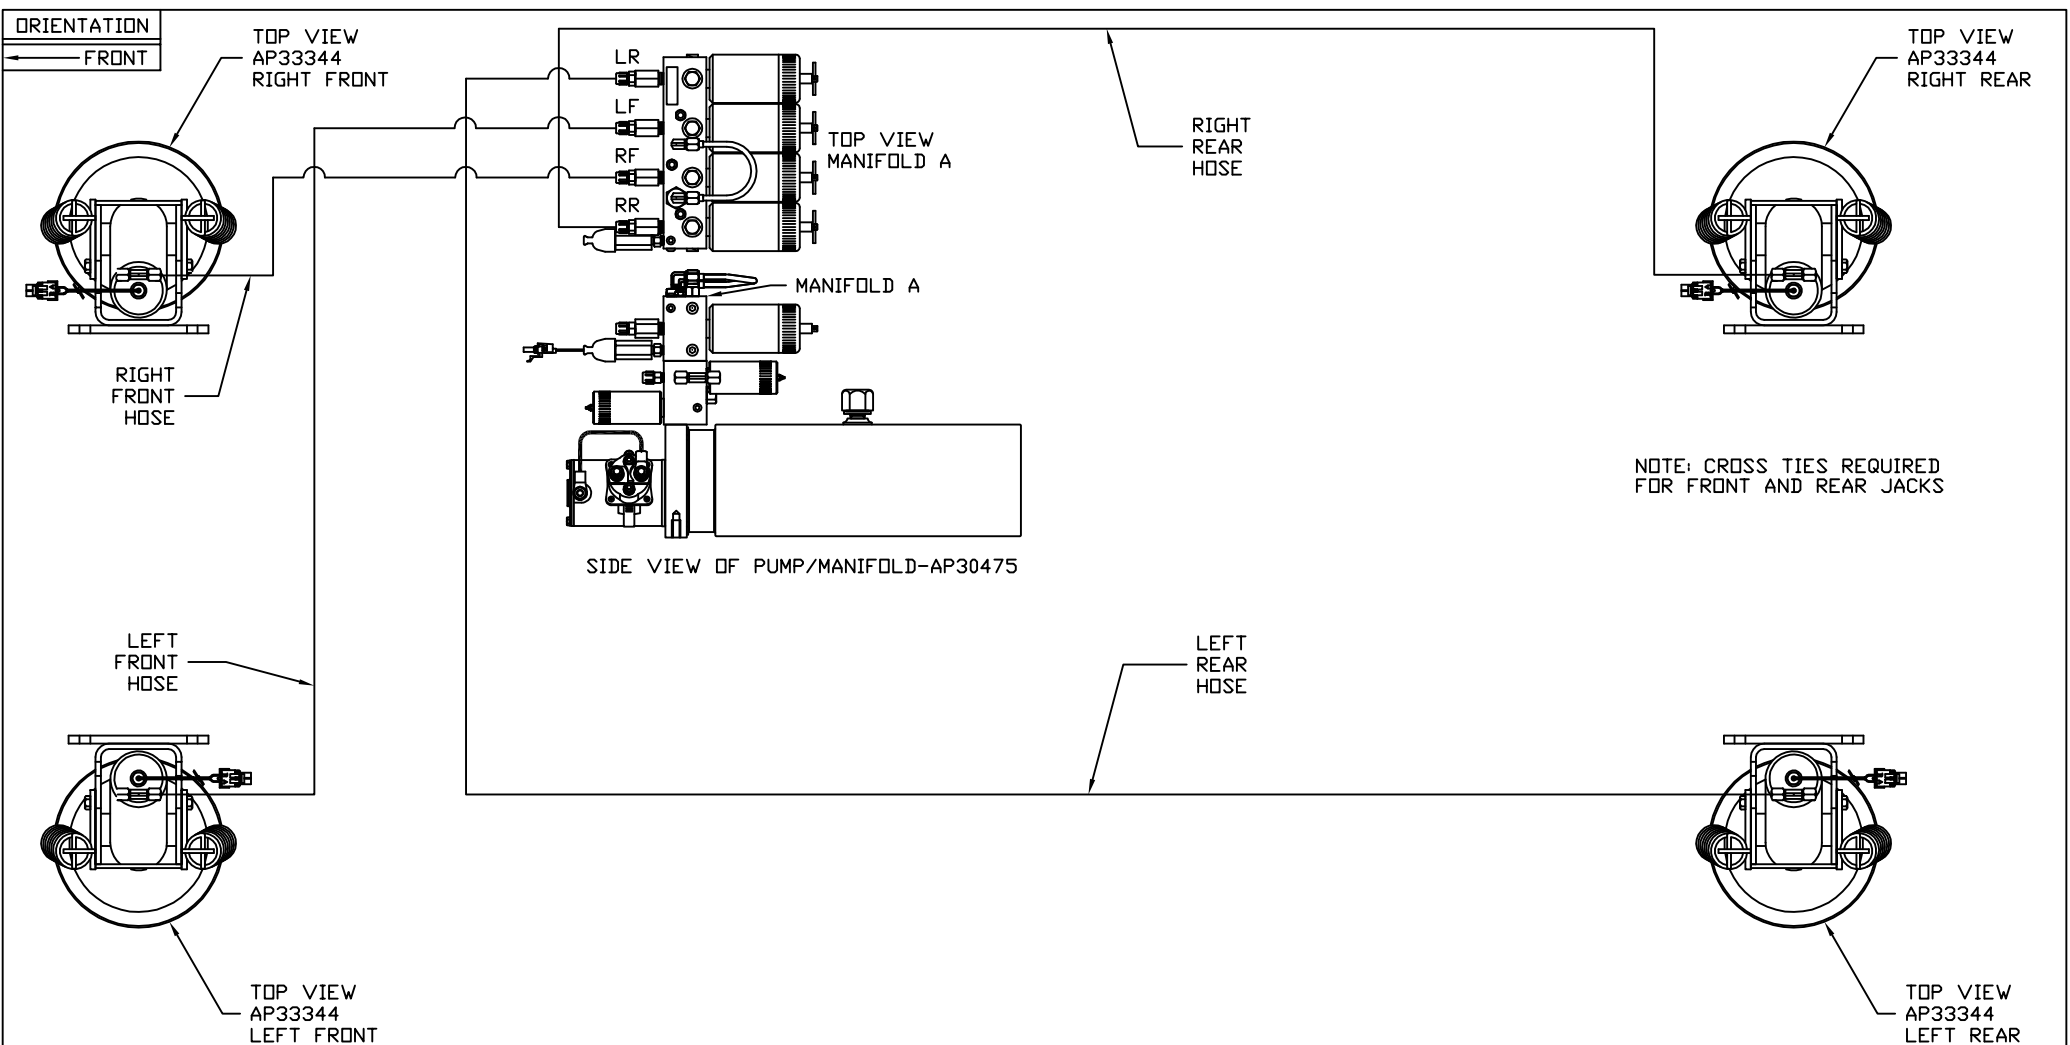 ORIENTATION
FRONT
TOP VIEW
AP33344
RIGHT FRONT
LR
LF
RF
RR
TOP VIEW
MANIFOLD A
RIGHT
REAR
HOSE
TOP VIEW
AP33344
RIGHT REAR
MANIFOLD A
RIGHT
FRONT
HOSE
NOTE: CROSS TIES REQUIRED
FOR FRONT AND REAR JACKS
SIDE VIEW OF PUMP/MANIFOLD-AP30475
LEFT
FRONT
HOSE
LEFT
REAR
HOSE
TOP VIEW
AP33344
LEFT FRONT
TOP VIEW
AP33344
LEFT REAR